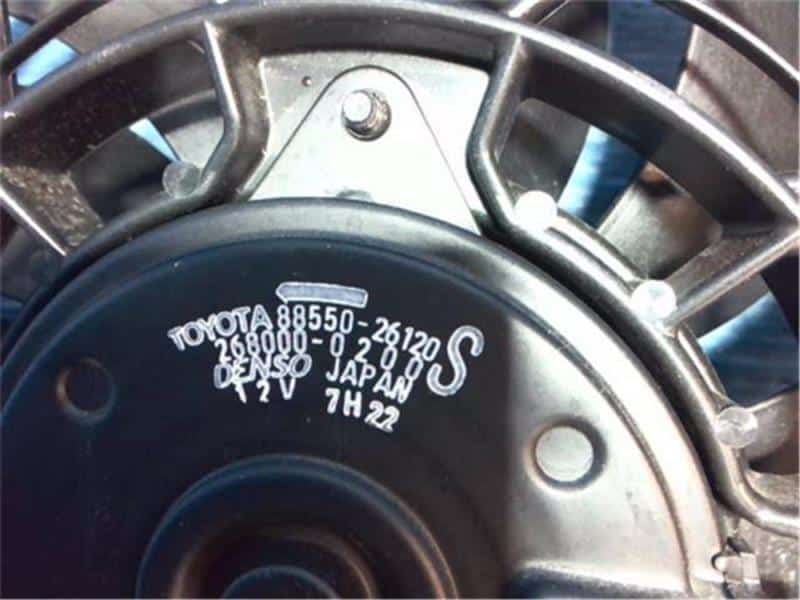 TOYOTA 88550-26120
268000-0200 S
DENSO JAPAN
12V 7H22